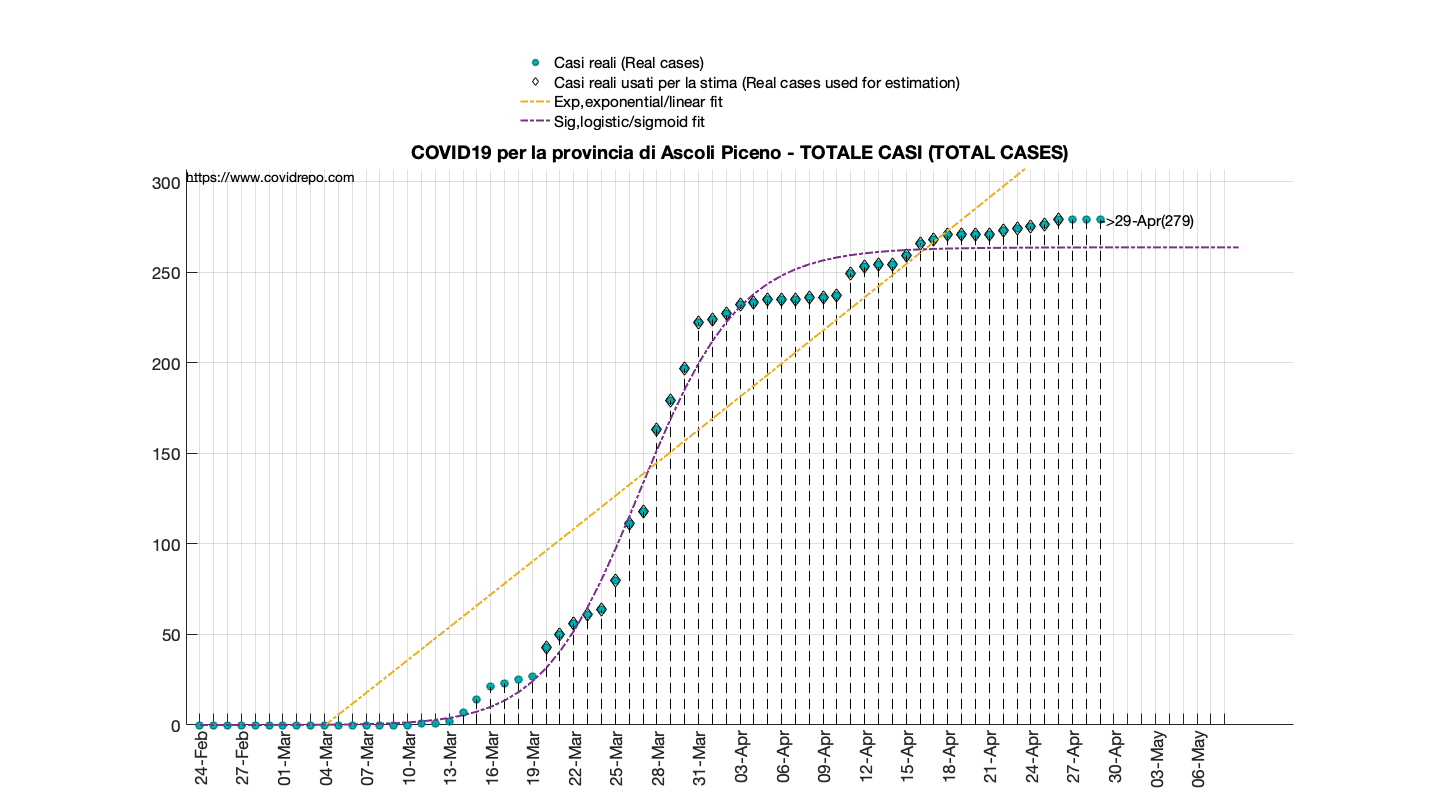 Casi reali (Real cases)
Casi reali usati per la stima (Real cases used for estimation)
Exp,exponential/linear fit
Sig,logistic/sigmoid fit
COVID19 per la provincia di Ascoli Piceno - TOTALE CASI (TOTAL CASES)
https://www.covidrepo.com
300
250
200
150
100
50
0
->29-Apr(279)
24-Feb
27-Feb
01-Mar
04-Mar
07-Mar
10-Mar
13-Mar
16-Mar
19-Mar
22-Mar
25-Mar
28-Mar
31-Mar
03-Apr
06-Apr
09-Apr
12-Apr
15-Apr
18-Apr
21-Apr
24-Apr
27-Apr
30-Apr
03-May
06-May